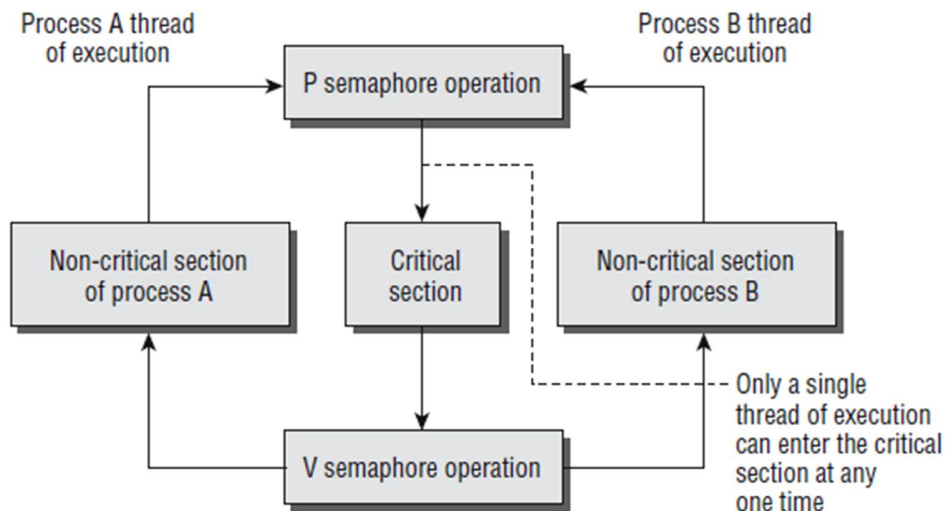 Process A thread
of execution
Process B thread
of execution
P semaphore operation
Non-critical section
of process A
Critical
section
Non-critical section
of process B
V semaphore operation
Only a single
thread of execution
can enter the critical
section at any
one time